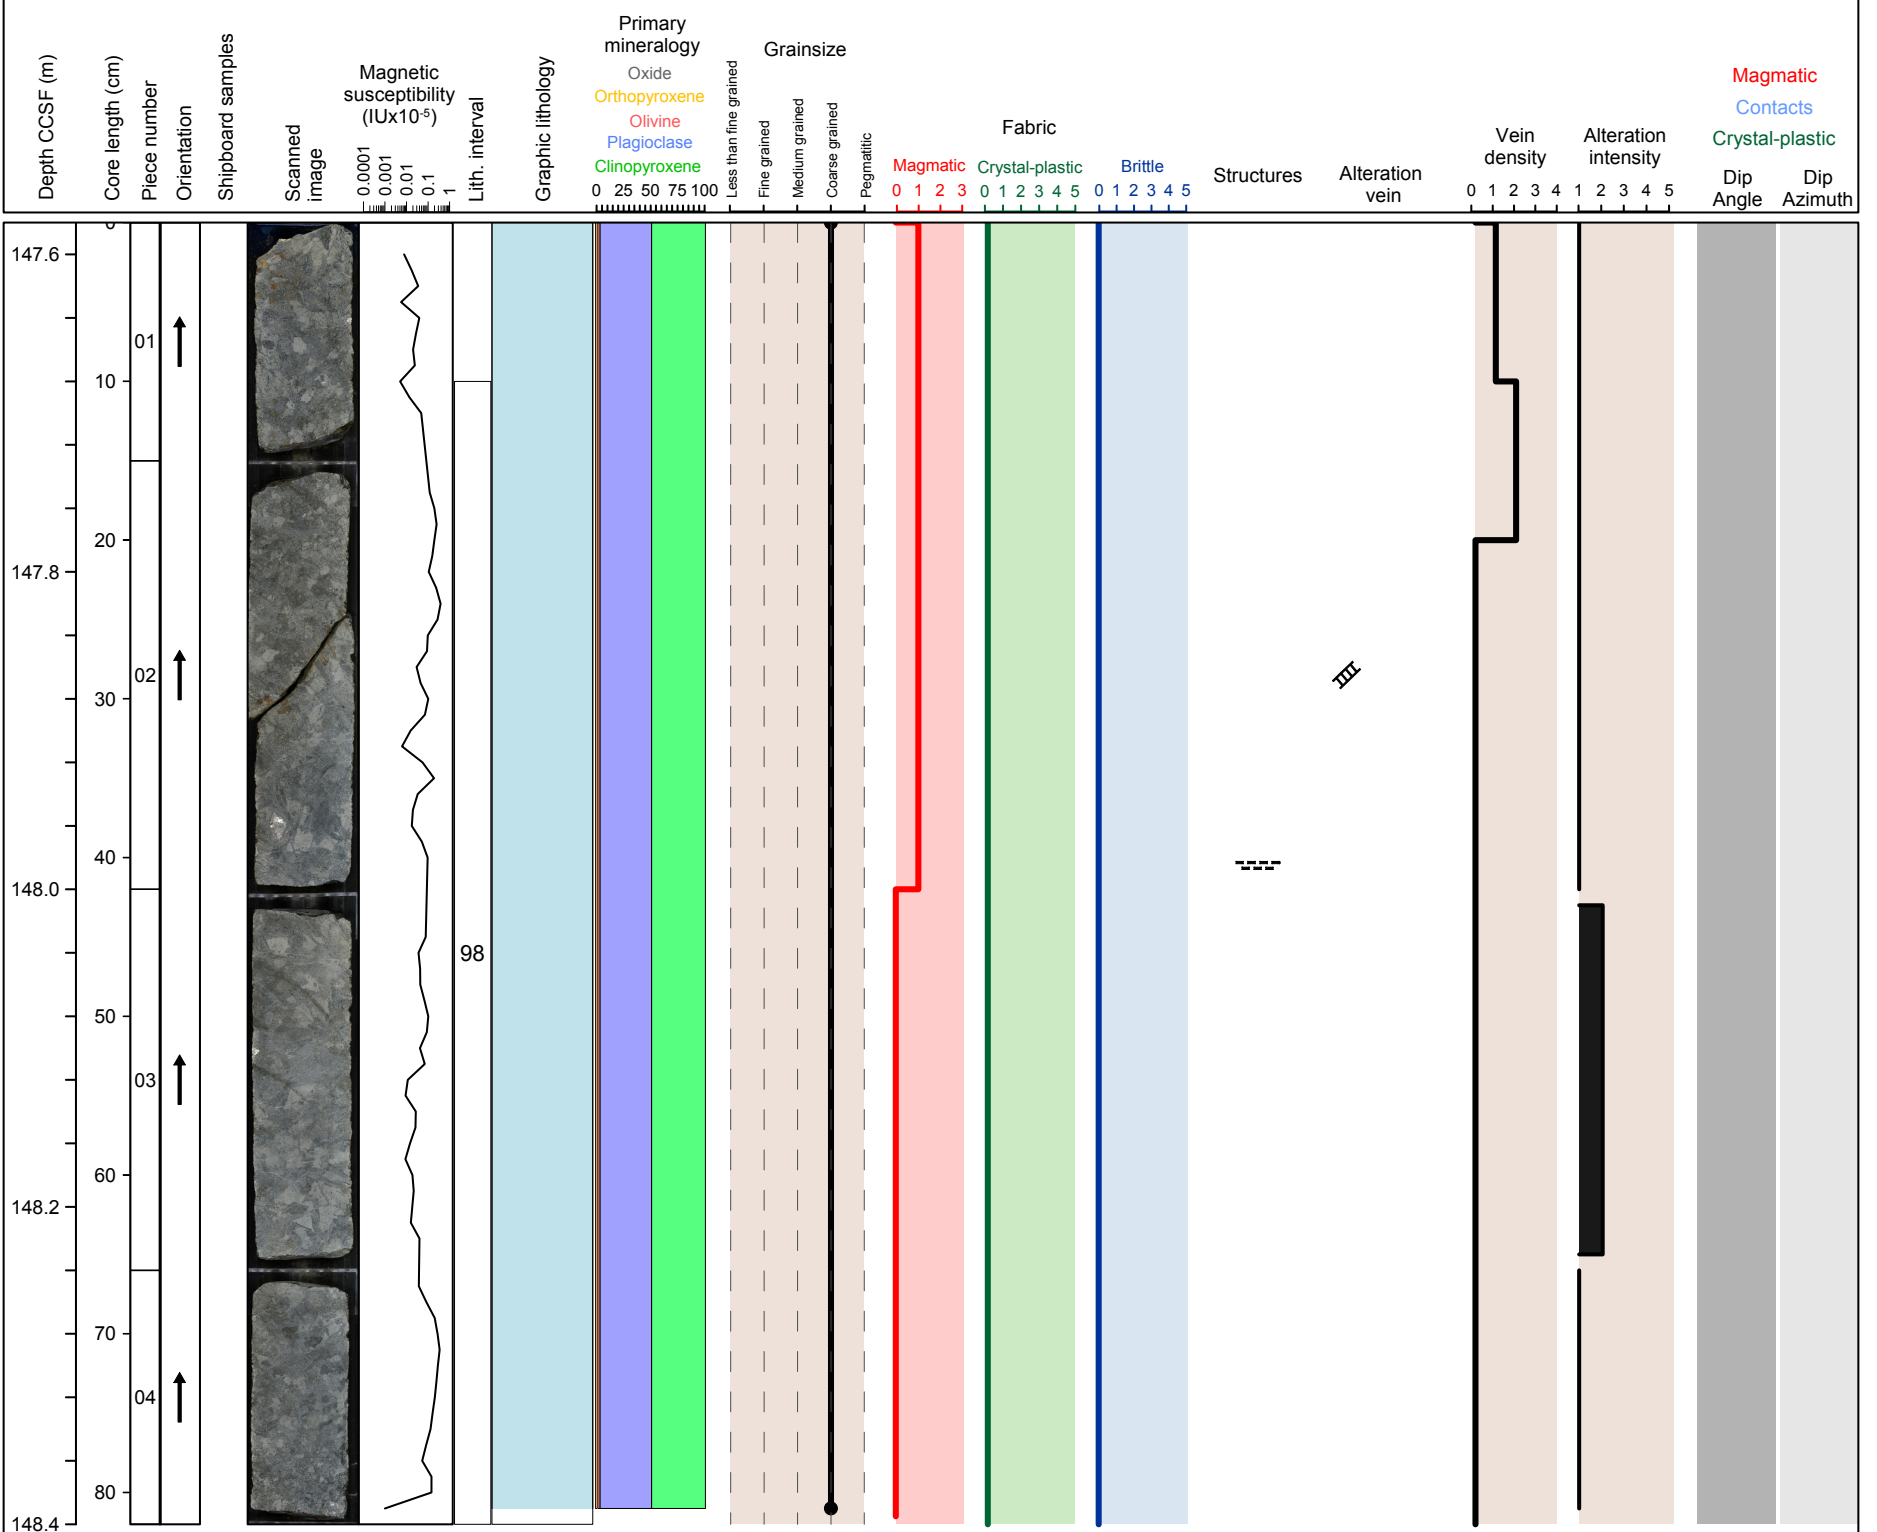 Depth CCSF (m)
Core length (cm)
Piece number
Orientation
Shipboard samples
Scanned
image
Magnetic
susceptibility
(IUx10-5)
0.0001
0.001
0.01
0.1
1
Lith. interval
Graphic lithology
Primary
mineralogy
Oxide
Orthopyroxene
Olivine
Plagioclase
Clinopyroxene
0 25 50 75 100
Grainsize
Less than fine grained
Fine grained
Medium grained
Coarse grained
Pegmatitic
Fabric
Magmatic
0 1 2 3
Crystal-plastic
0 1 2 3 4 5
Brittle
0 1 2 3 4 5
Structures
Alteration
vein
Vein
density
0 1 2 3 4
Alteration
intensity
1 2 3 4 5
Magmatic
Contacts
Crystal-plastic
Dip
Angle
Dip
Azimuth
0
147.6
01
10
20
147.8
02
30
40
148.0
98
50
03
60
148.2
70
04
80
148.4